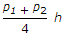 p₁ + p₂ / 4 h